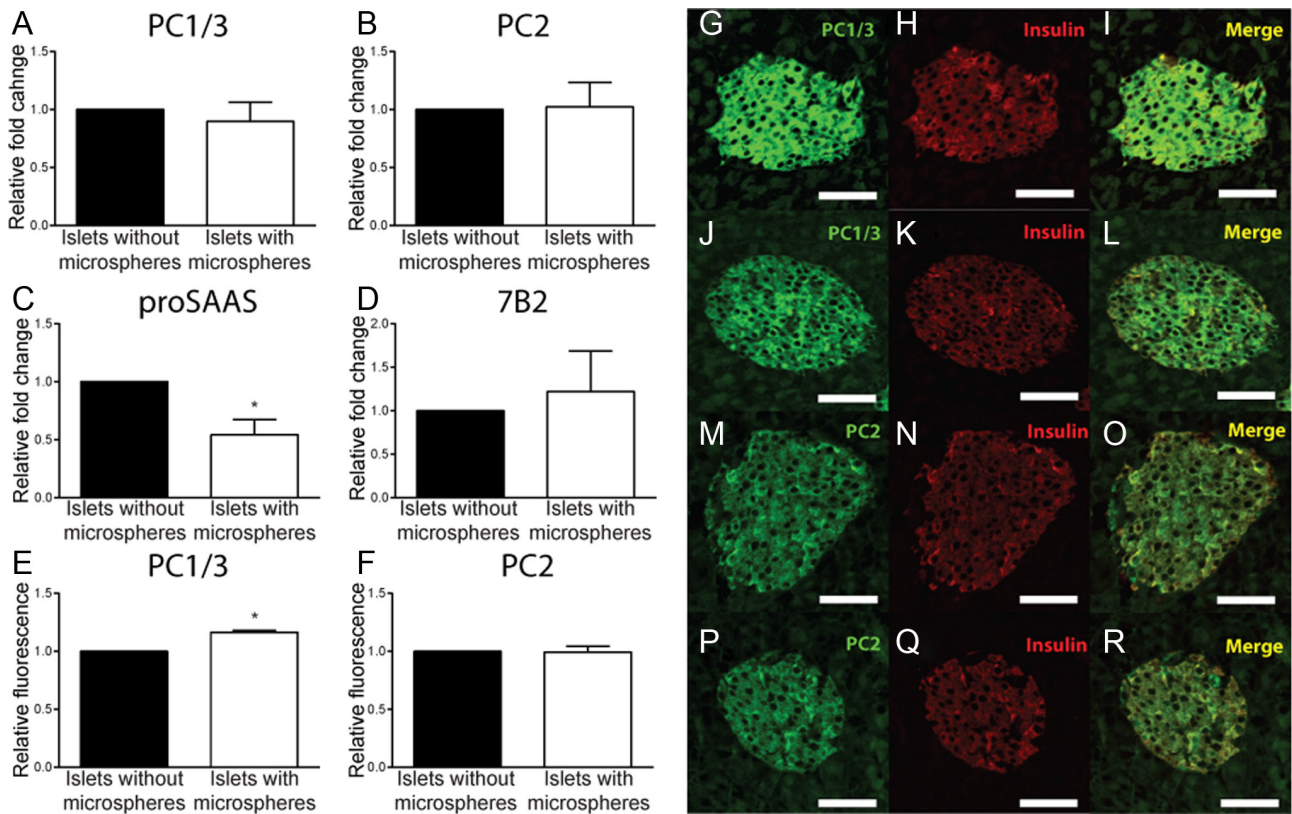 A
PC1/3
Relative fold cahnge
1.5
1.0
0.5
0.0
Islets without
microspheres
Islets with
microspheres
B
PC2
Relative fold change
1.5
1.0
0.5
0.0
Islets without
microspheres
Islets with
microspheres
C
proSAAS
Relative fold change
1.5
1.0
0.5
0.0
*
Islets without
microspheres
Islets with
microspheres
D
7B2
Relative fold change
2.0
1.5
1.0
0.5
0.0
Islets without
microspheres
Islets with
microspheres
E
PC1/3
Relative fluorescence
1.5
1.0
0.5
0.0
*
Islets without
microspheres
Islets with
microspheres
F
PC2
Relative fluorescence
1.5
1.0
0.5
0.0
Islets without
microspheres
Islets with
microspheres
G PC1/3
H Insulin
I Merge
J PC1/3
K Insulin
L Merge
M PC2
N Insulin
O Merge
P PC2
Q Insulin
R Merge